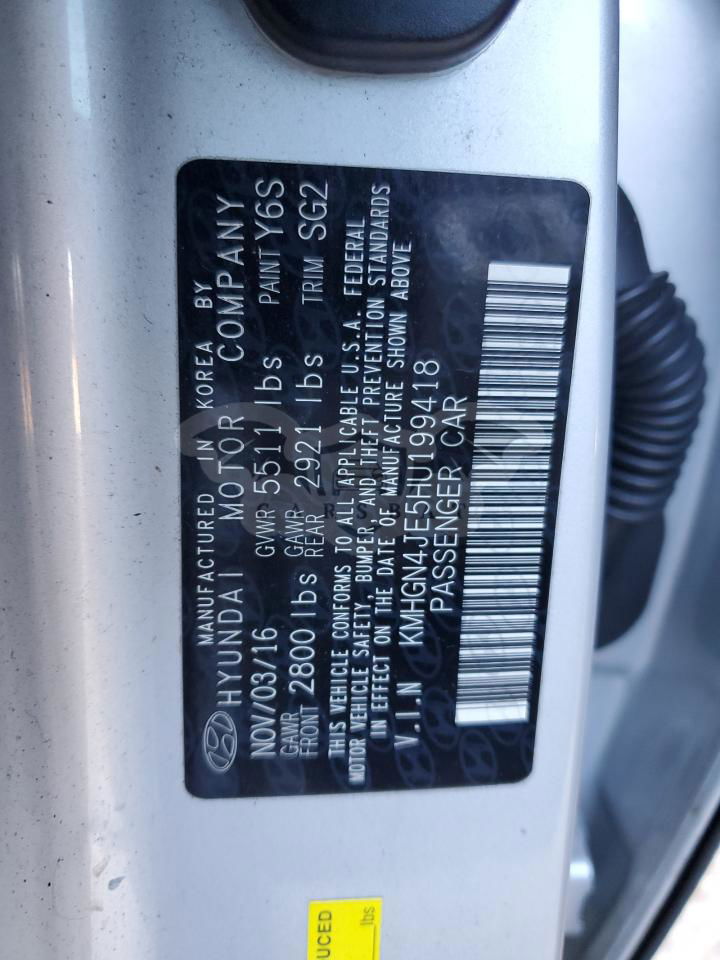 MANUFACTURED IN KOREA BY
HYUNDAI MOTOR COMPANY
NOV/03/16 GVWR 5511 lbs PAINT Y6S
GAWR FRONT 2800 lbs GAWR REAR 2921 lbs TRIM SG2
THIS VEHICLE CONFORMS TO ALL APPLICABLE U.S.A. FEDERAL
MOTOR VEHICLE SAFETY, BUMPER, AND THEFT PREVENTION STANDARDS
IN EFFECT ON THE DATE OF MANUFACTURE SHOWN ABOVE
V.I.N KMHGN4JE5HU199418
PASSENGER CAR
UCED
lbs